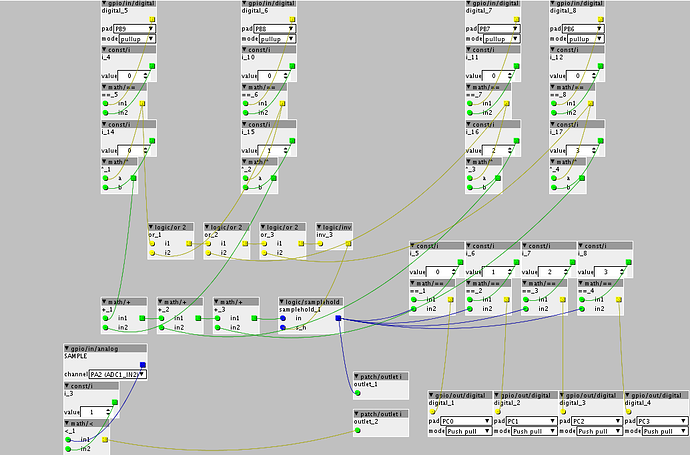 gpio/in/digital
digital_5
pad PB9
mode pullup
const/i
i_4
value 0
math/==
==_5
in1
in2
const/i
i_14
value 0
math/*
*_1
a
b
gpio/in/digital
digital_6
pad PB8
mode pullup
const/i
i_10
value 0
math/==
==_6
in1
in2
const/i
i_15
value 1
math/*
*_2
a
b
gpio/in/digital
digital_7
pad PB7
mode pullup
const/i
i_11
value 0
math/==
==_7
in1
in2
const/i
i_16
value 2
math/*
*_3
a
b
gpio/in/digital
digital_8
pad PB6
mode pullup
const/i
i_12
value 0
math/==
==_8
in1
in2
const/i
i_17
value 3
math/*
*_4
a
b
logic/or 2
or_1
i1
i2
logic/or 2
or_2
i1
i2
logic/or 2
or_3
i1
i2
logic/inv
inv_3
const/i
i_5
value 0
math/==
==_1
in1
in2
const/i
i_6
value 1
math/==
==_2
in1
in2
const/i
i_7
value 2
math/==
==_3
in1
in2
const/i
i_8
value 3
math/==
==_4
in1
in2
math/+
+_1
in1
in2
math/+
+_2
in1
in2
math/+
+_3
in1
in2
logic/samplehold
samplehold_1
in
s_h
gpio/in/analog
SAMPLE
channel PA2 (ADC1_IN2)
const/i
i_3
value 1
math/<
<_1
in1
in2
patch/outlet i
outlet_1
patch/outlet i
outlet_2
gpio/out/digital
digital_1
pad PC0
mode Push pull
gpio/out/digital
digital_2
pad PC1
mode Push pull
gpio/out/digital
digital_3
pad PC2
mode Push pull
gpio/out/digital
digital_4
pad PC3
mode Push pull